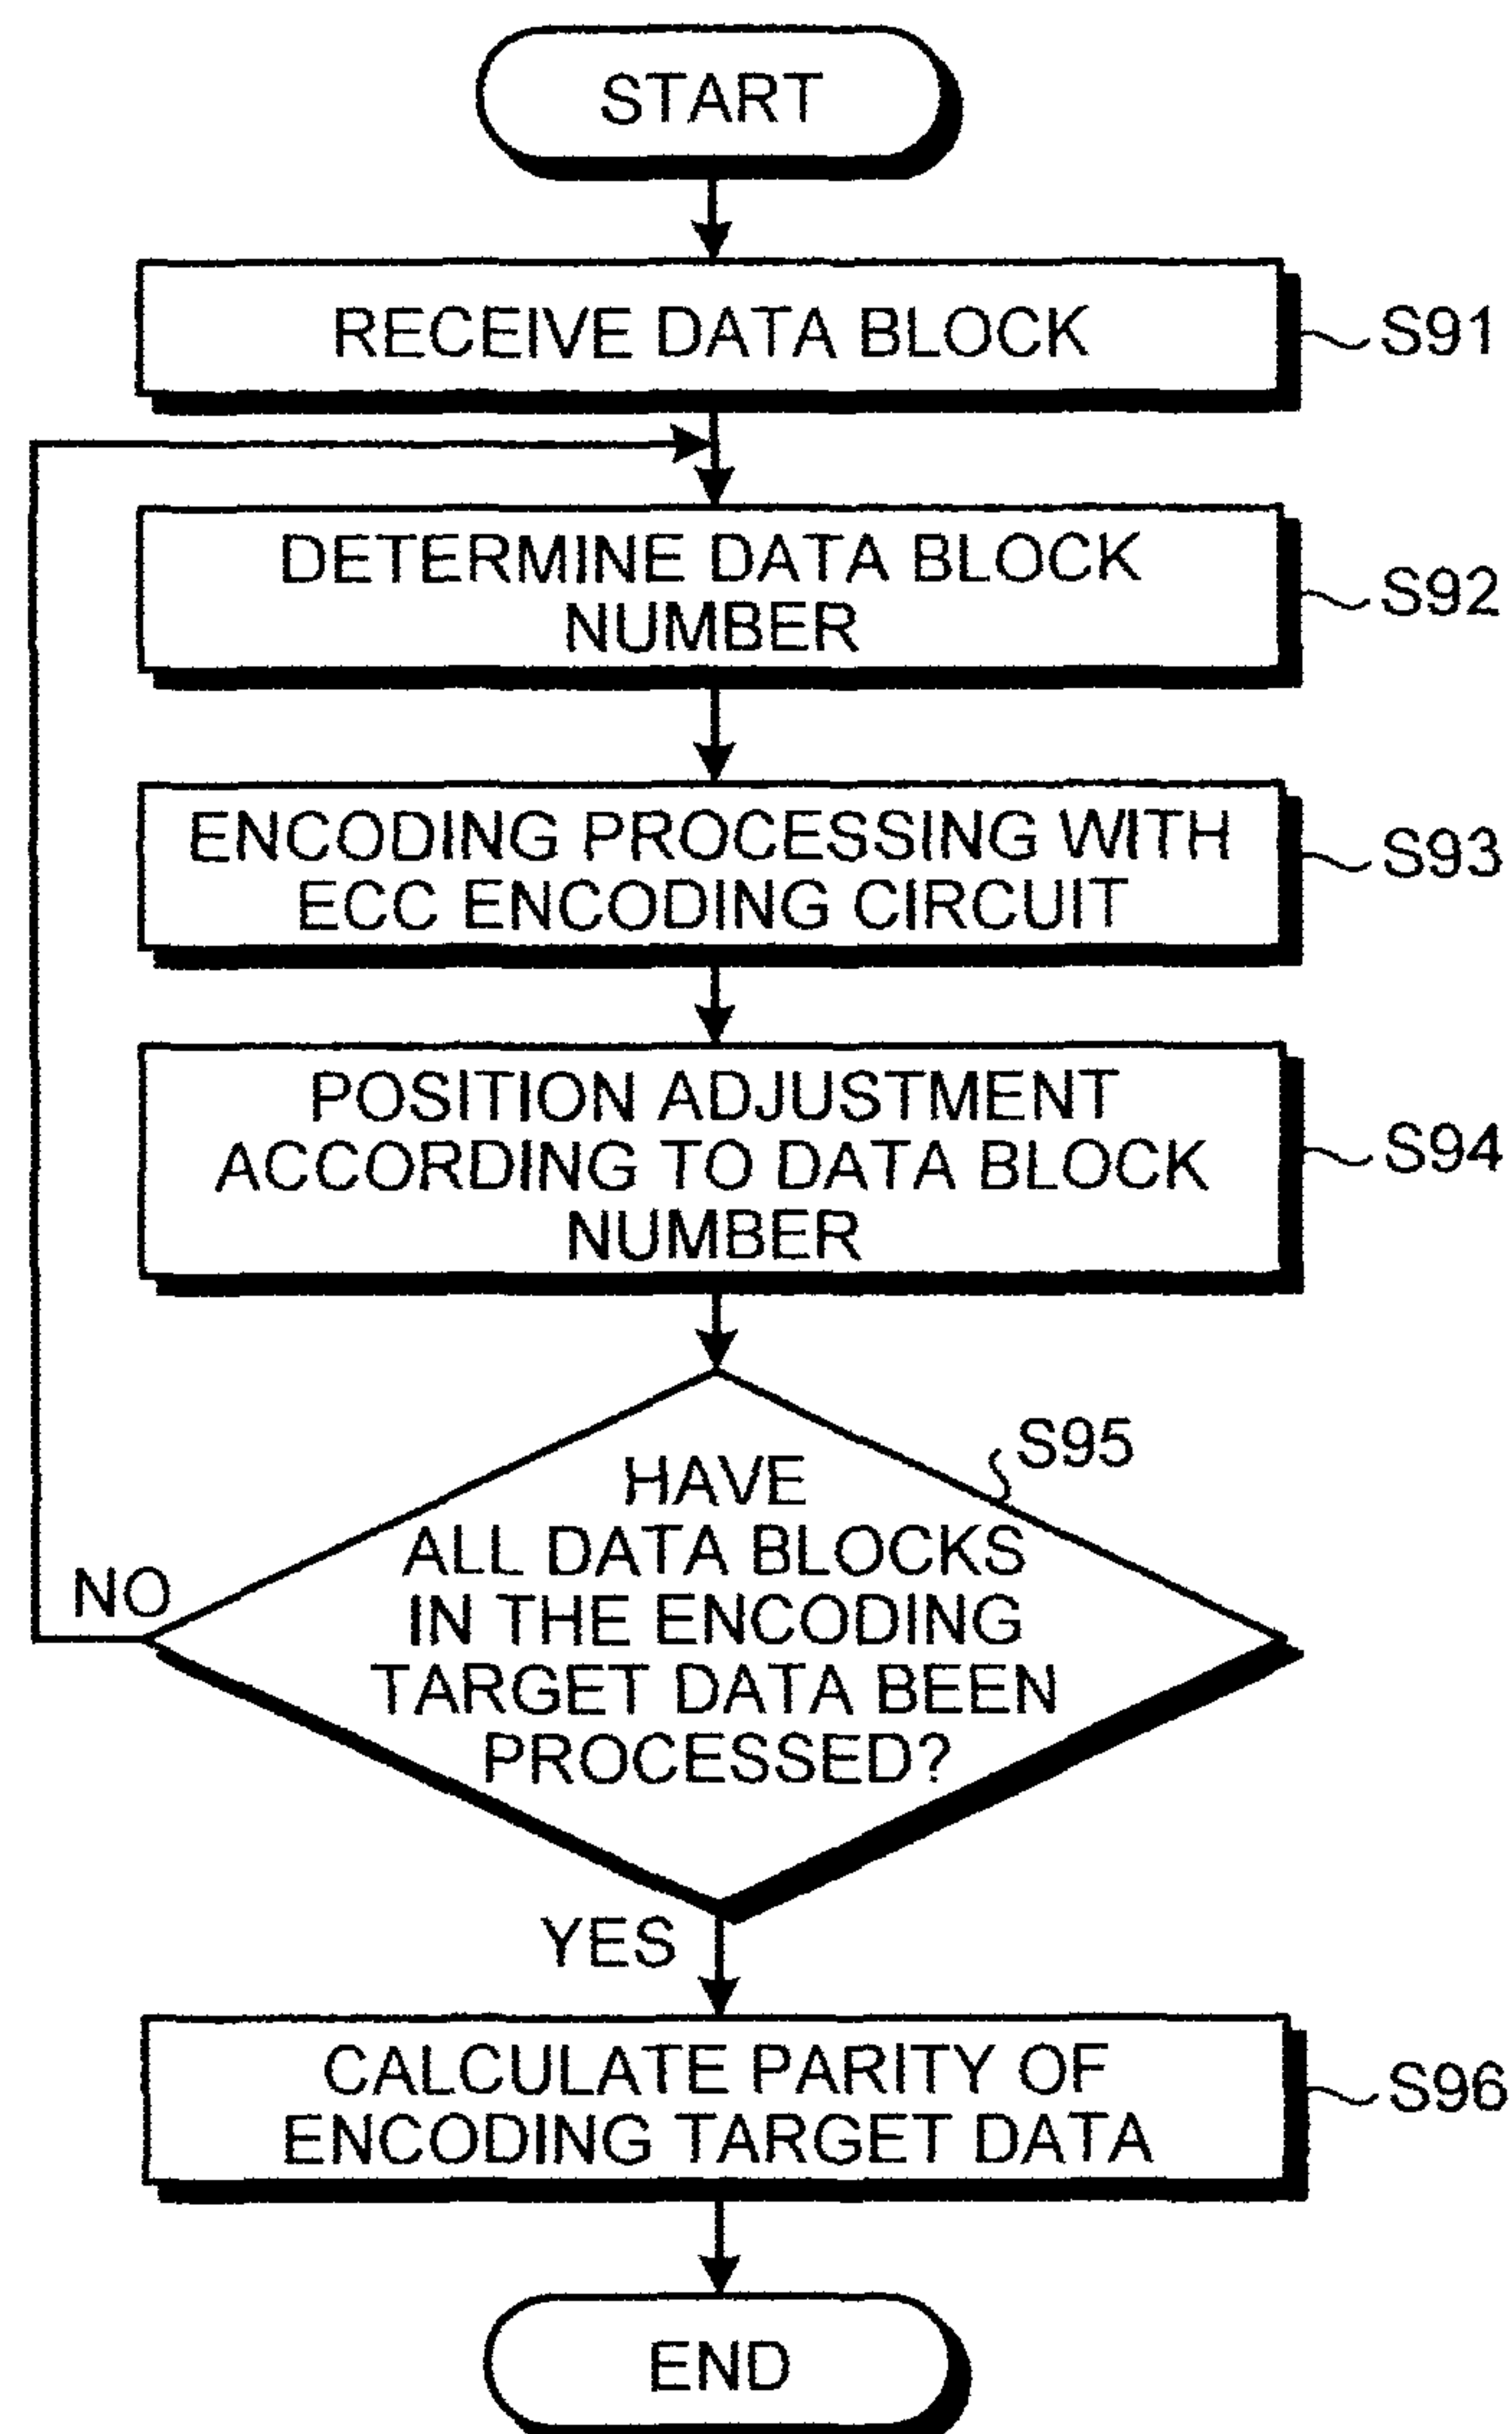 START
RECEIVE DATA BLOCK
S91
DETERMINE DATA BLOCK
NUMBER
S92
ENCODING PROCESSING WITH
ECC ENCODING CIRCUIT
S93
POSITION ADJUSTMENT
ACCORDING TO DATA BLOCK
NUMBER
S94
S95
HAVE
ALL DATA BLOCKS
IN THE ENCODING
TARGET DATA BEEN
PROCESSED?
NO
YES
CALCULATE PARITY OF
ENCODING TARGET DATA
S96
END